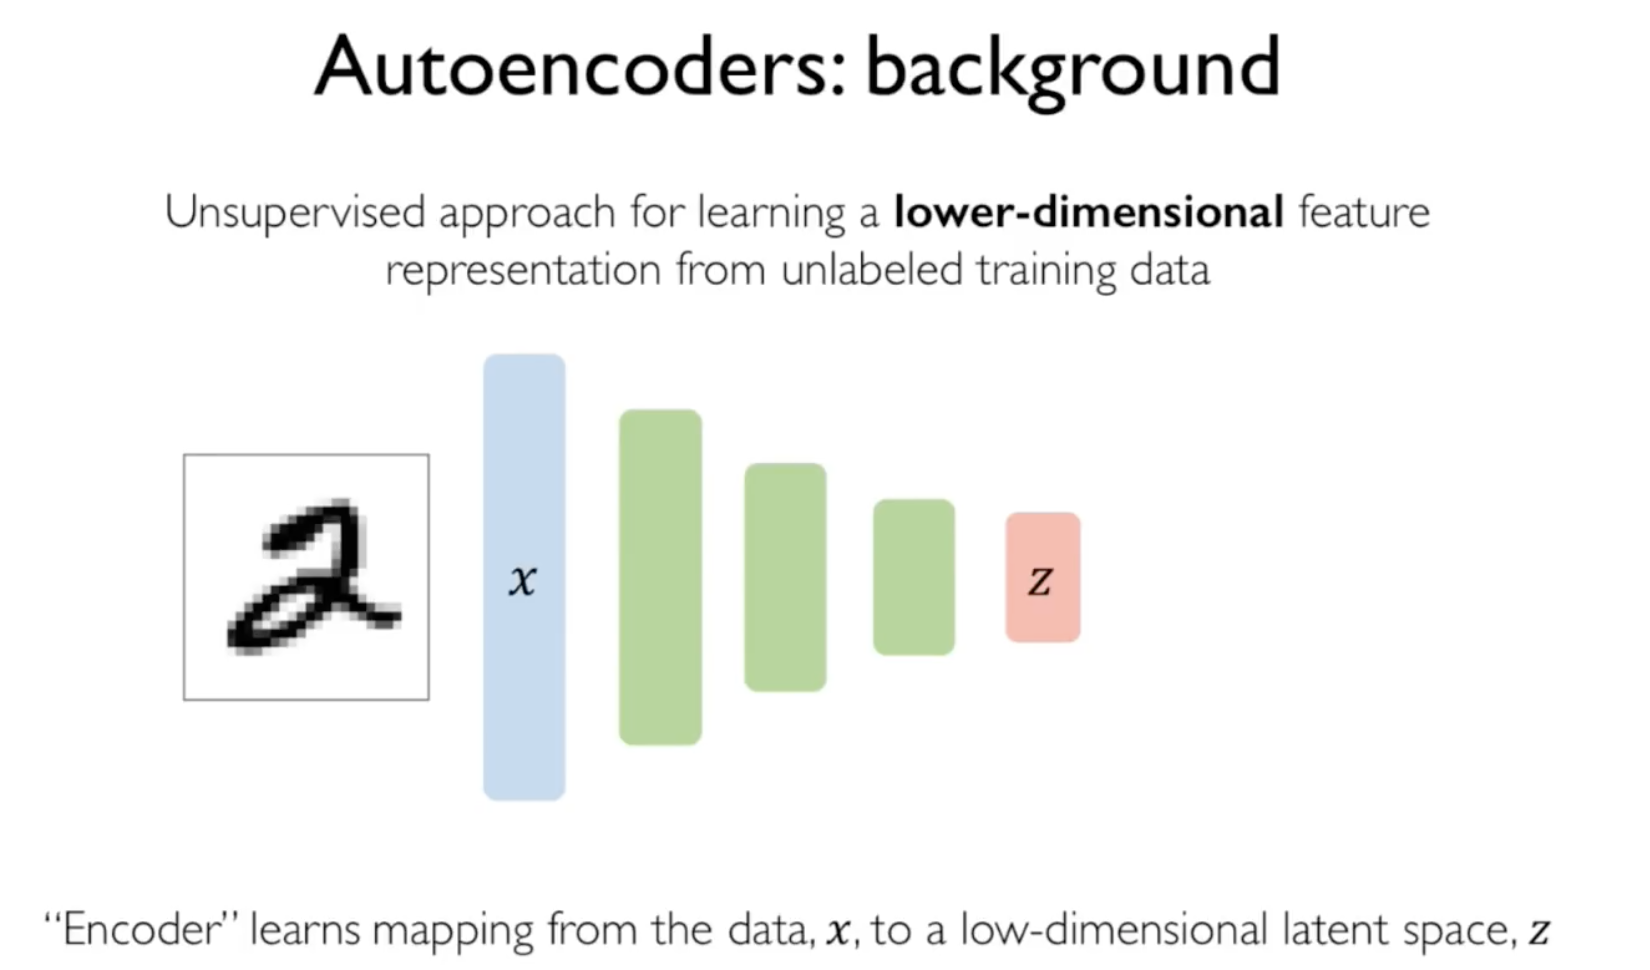 Autoencoders: background
Unsupervised approach for learning a lower-dimensional feature
representation from unlabeled training data
2
x
z
“Encoder” learns mapping from the data, x, to a low-dimensional latent space, z